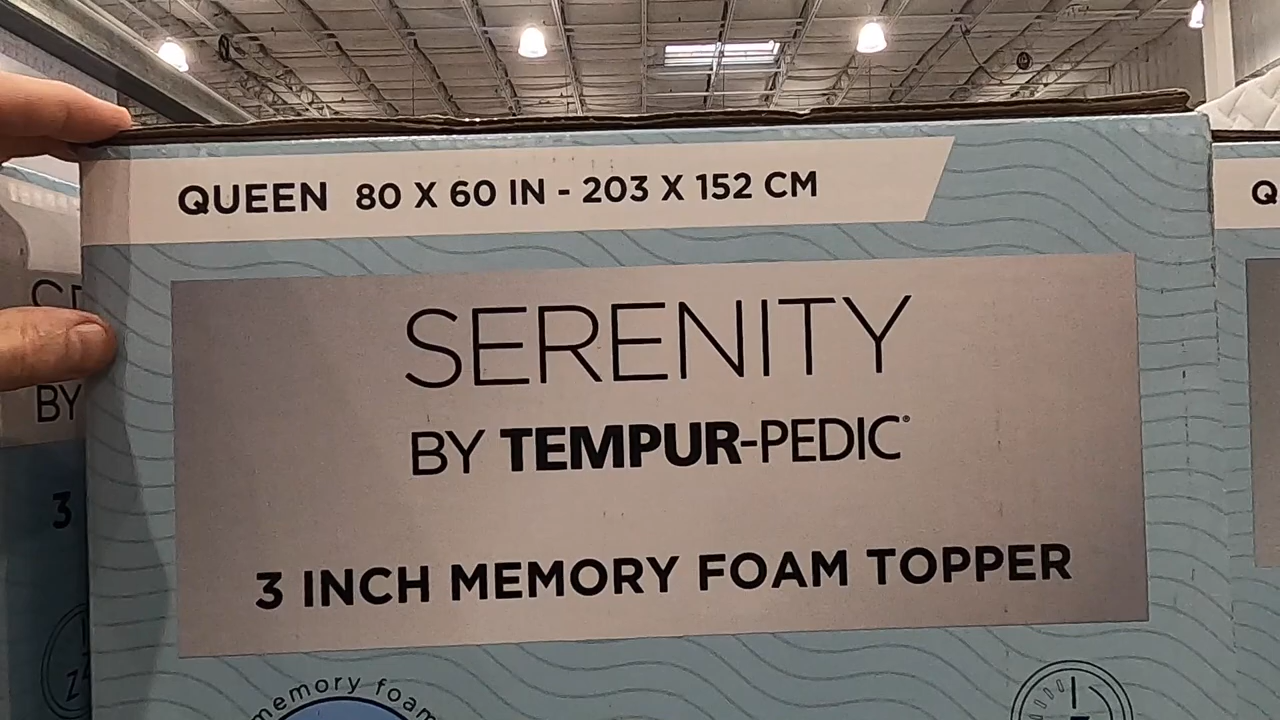 QUEEN 80 X 60 IN - 203 X 152 CM
Q
SERENITY
BY TEMPUR-PEDIC®
3 INCH MEMORY FOAM TOPPER
BY
3
memory foam